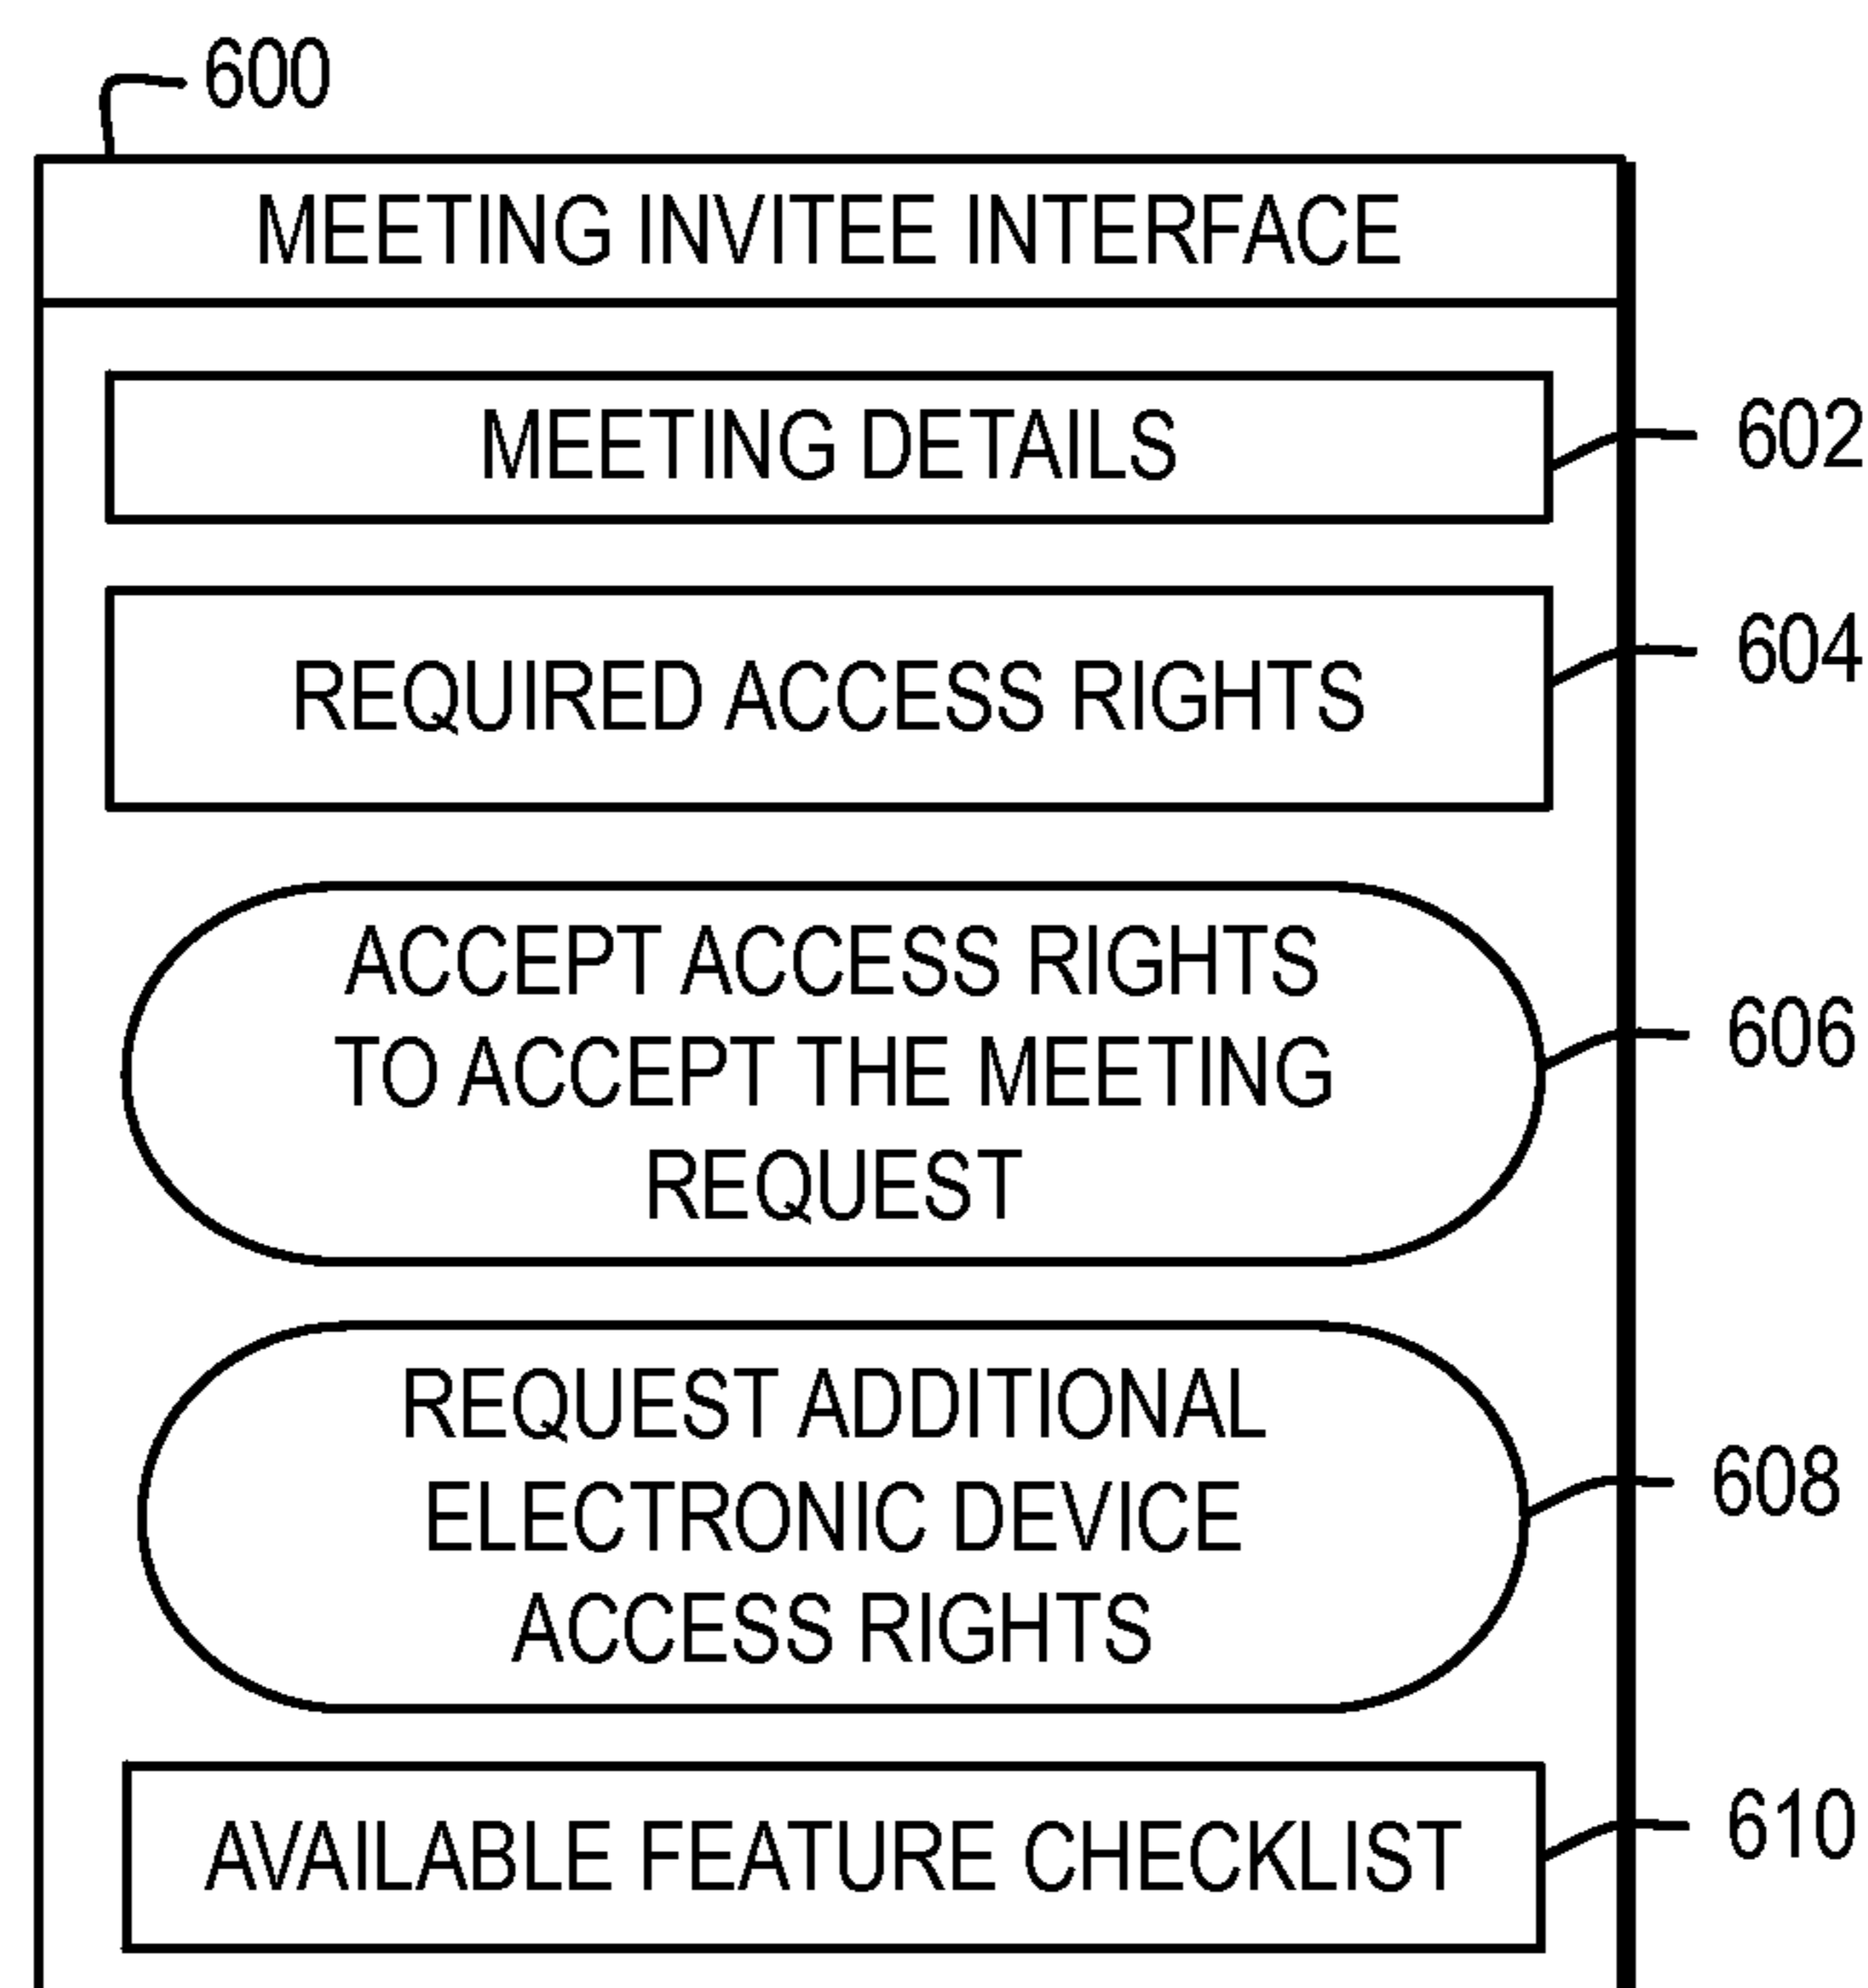 600
MEETING INVITEE INTERFACE
MEETING DETAILS
602
REQUIRED ACCESS RIGHTS
604
ACCEPT ACCESS RIGHTS
TO ACCEPT THE MEETING
REQUEST
606
REQUEST ADDITIONAL
ELECTRONIC DEVICE
ACCESS RIGHTS
608
AVAILABLE FEATURE CHECKLIST
610